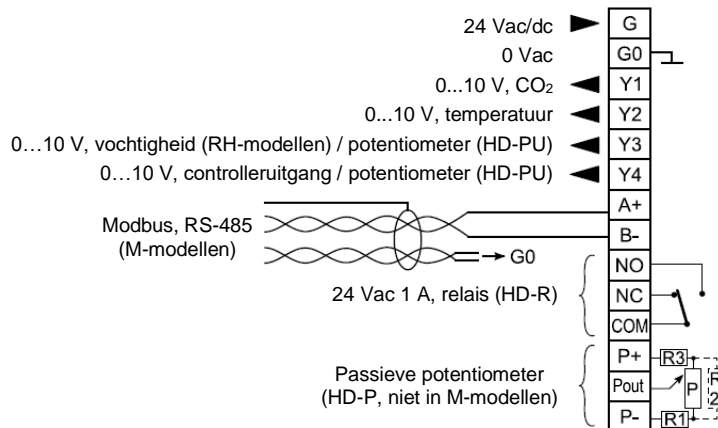 24 Vac/dc G
0 Vac G0
0...10 V, CO₂ Y1
0...10 V, temperatuur Y2
0…10 V, vochtigheid (RH-modellen) / potentiometer (HD-PU) Y3
0…10 V, controlleruitgang / potentiometer (HD-PU) Y4
A+
Modbus, RS-485
(M-modellen)
B-
G0
NO
24 Vac 1 A, relais (HD-R) NC
COM
P+ R3
Passieve potentiometer
(HD-P, niet in M-modellen)
Pout P R2
P- R1